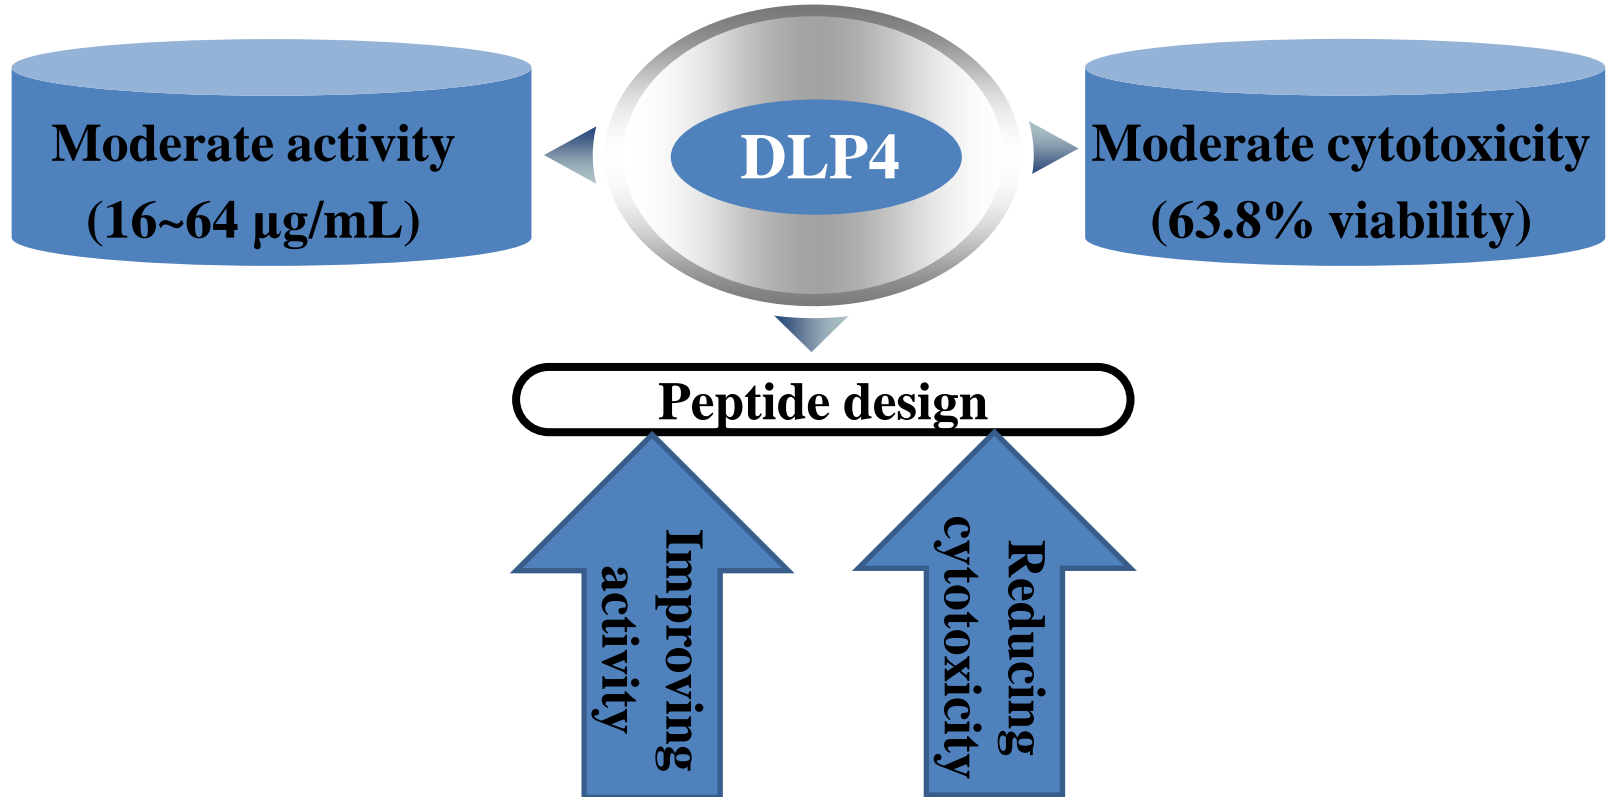 Moderate activity
(16~64 μg/mL)
DLP4
Moderate cytotoxicity
(63.8% viability)
Peptide design
Improving
activity
Reducing
cytotoxicity